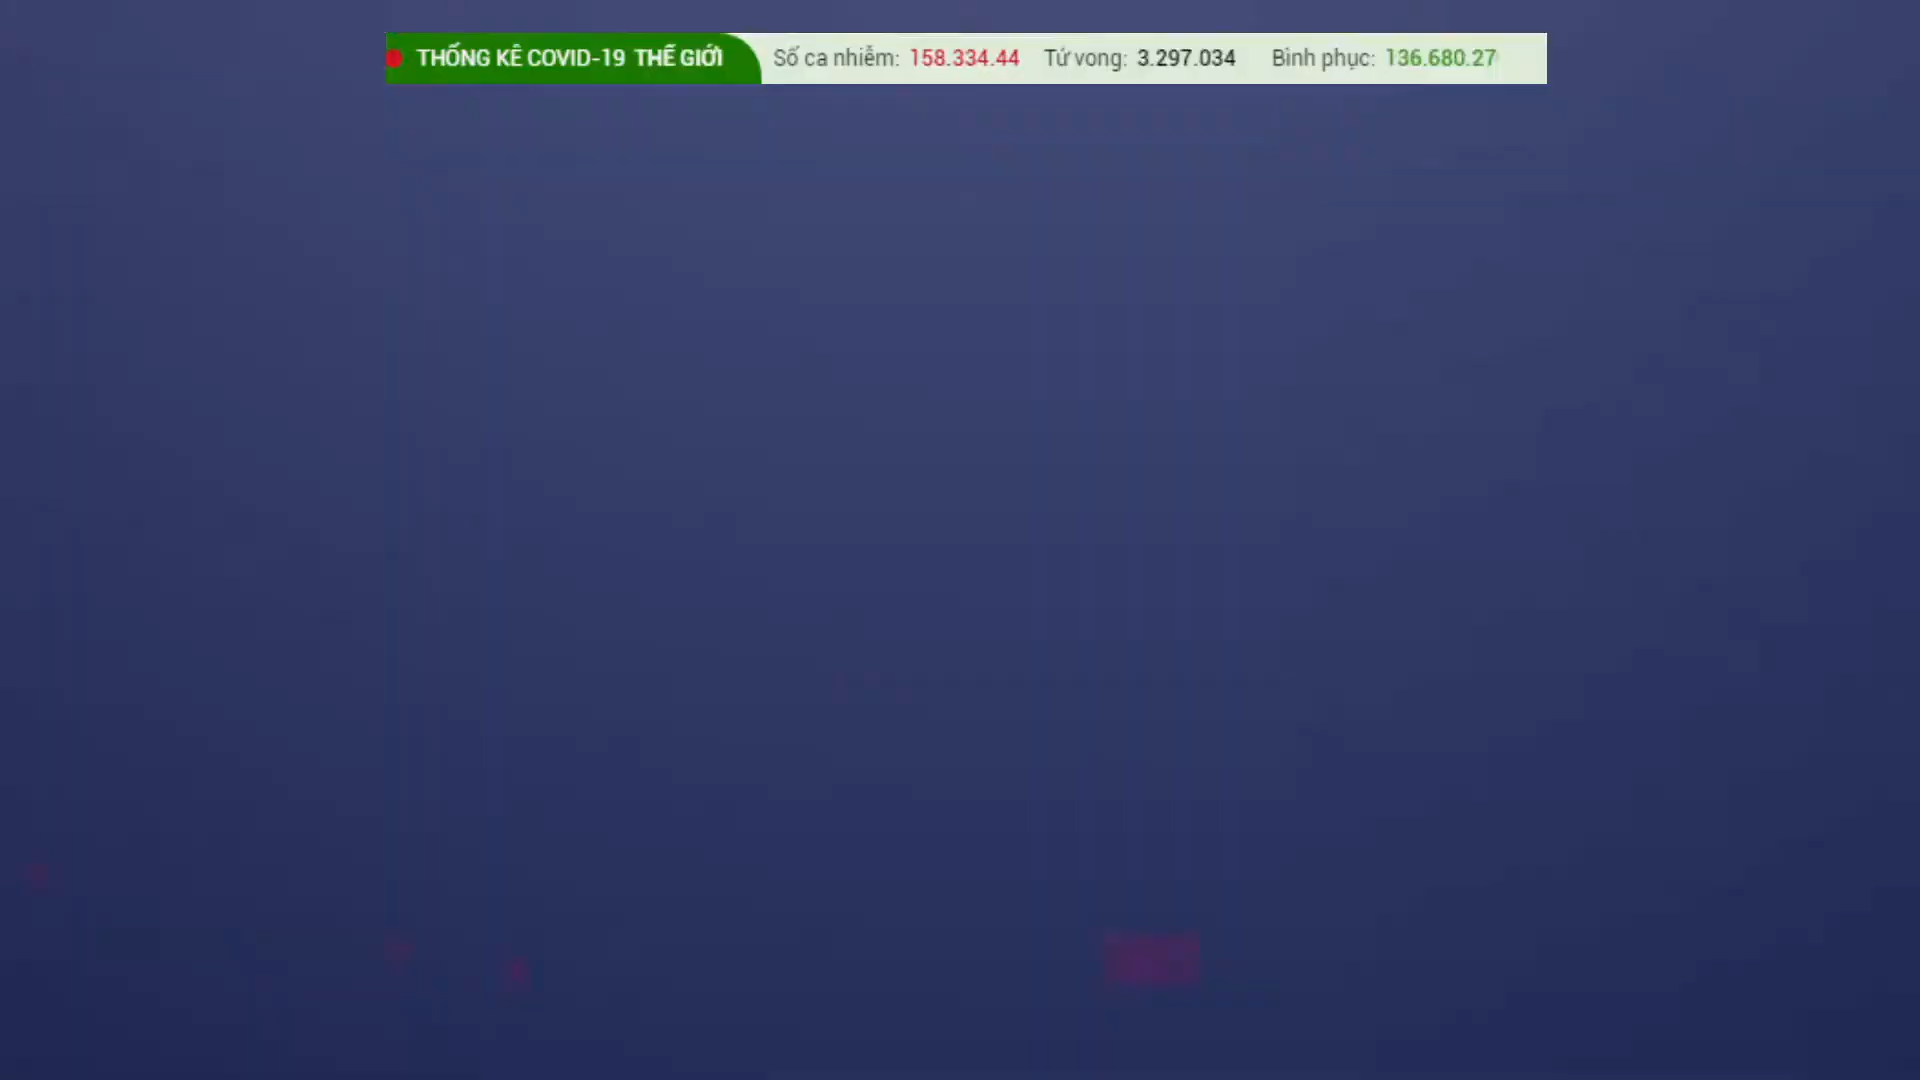 THỐNG KÊ COVID-19 THẾ GIỚI Số ca nhiễm: 158.334.44 Tử vong: 3.297.034 Bình phục: 136.680.27